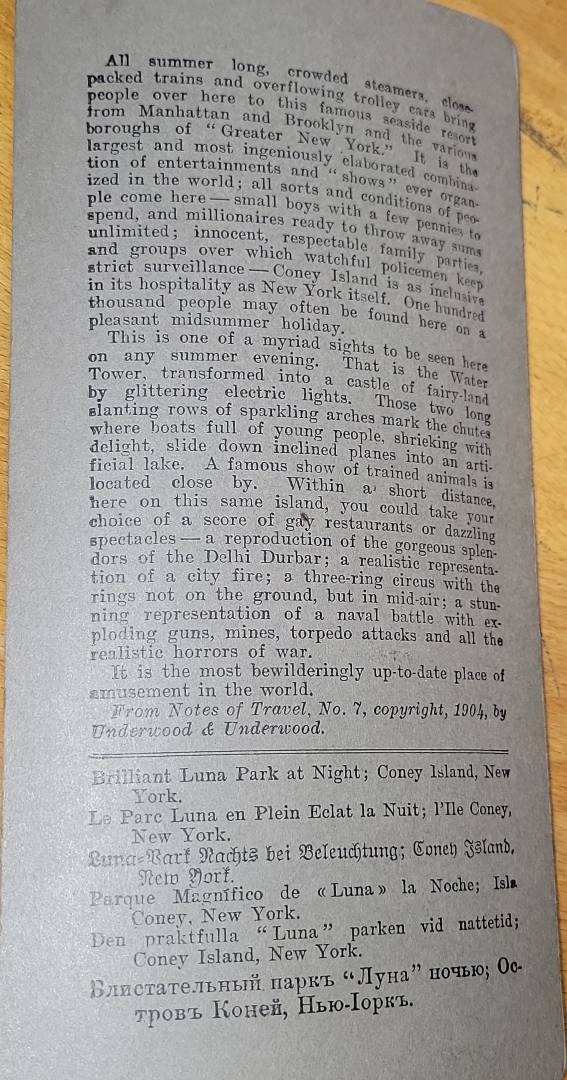 All summer long, crowded steamers, close-
packed trains and overflowing trolley cars bring
people over here to this famous seaside resort
from Manhattan and Brooklyn and the various
boroughs of “Greater New York.” It is the
largest and most ingeniously elaborated combina-
tion of entertainments and “shows” ever organ-
ized in the world; all sorts and conditions of peo-
ple come here — small boys with a few pennies to
spend, and millionaires ready to throw away sums
unlimited; innocent, respectable family parties,
and groups over which watchful policemen keep
strict surveillance — Coney Island is as inclusive
in its hospitality as New York itself. One hundred
thousand people may often be found here on a
pleasant midsummer holiday.
This is one of a myriad sights to be seen here
on any summer evening. That is the Water
Tower, transformed into a castle of fairy-land
by glittering electric lights. Those two long
slanting rows of sparkling arches mark the chutes
where boats full of young people, shrieking with
delight, slide down inclined planes into an arti-
ficial lake. A famous show of trained animals is
located close by. Within a short distance,
here on this same island, you could take your
choice of a score of gay restaurants or dazzling
spectacles — a reproduction of the gorgeous splen-
dors of the Delhi Durbar; a realistic representa-
tion of a city fire; a three-ring circus with the
rings not on the ground, but in mid-air; a stun-
ning representation of a naval battle with ex-
ploding guns, mines, torpedo attacks and all the
realistic horrors of war.
It is the most bewilderingly up-to-date place of
amusement in the world.
From Notes of Travel, No. 7, copyright, 1904, by
Underwood & Underwood.
Brilliant Luna Park at Night; Coney Island, New
York.
Le Parc Luna en Plein Eclat la Nuit; l’Ile Coney,
New York.
Luna-Park Nachts bei Beleuchtung; Coney Island,
New York.
Parque Magnífico de «Luna» la Noche; Isla
Coney, New York.
Den praktfulla “Luna” parken vid nattetid;
Coney Island, New York.
Блистательный паркъ “Луна” ночью; Ос-
тровъ Коней, Нью-Іоркъ.